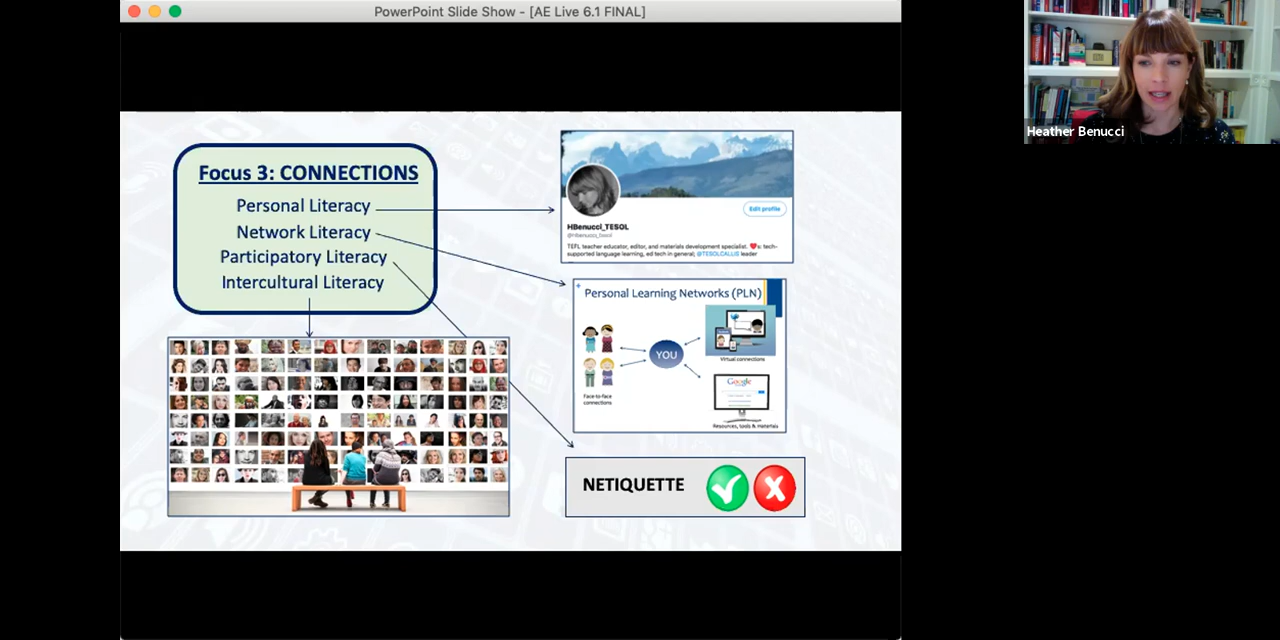 PowerPoint Slide Show - [AE Live 6.1 FINAL]
Heather Benucci
Focus 3: CONNECTIONS
Personal Literacy
Network Literacy
Participatory Literacy
Intercultural Literacy
Edit profile
HBenucci_TESOL
@HBenucci_tesol
TEFL teacher educator, editor, and materials development specialist. ❤s: tech-
supported language learning, ed tech in general; @TESOLCALLIS leader
Personal Learning Networks (PLN)
YOU
Virtual connections
Face-to-face
connections
Google
Resources, tools & materials
NETIQUETTE